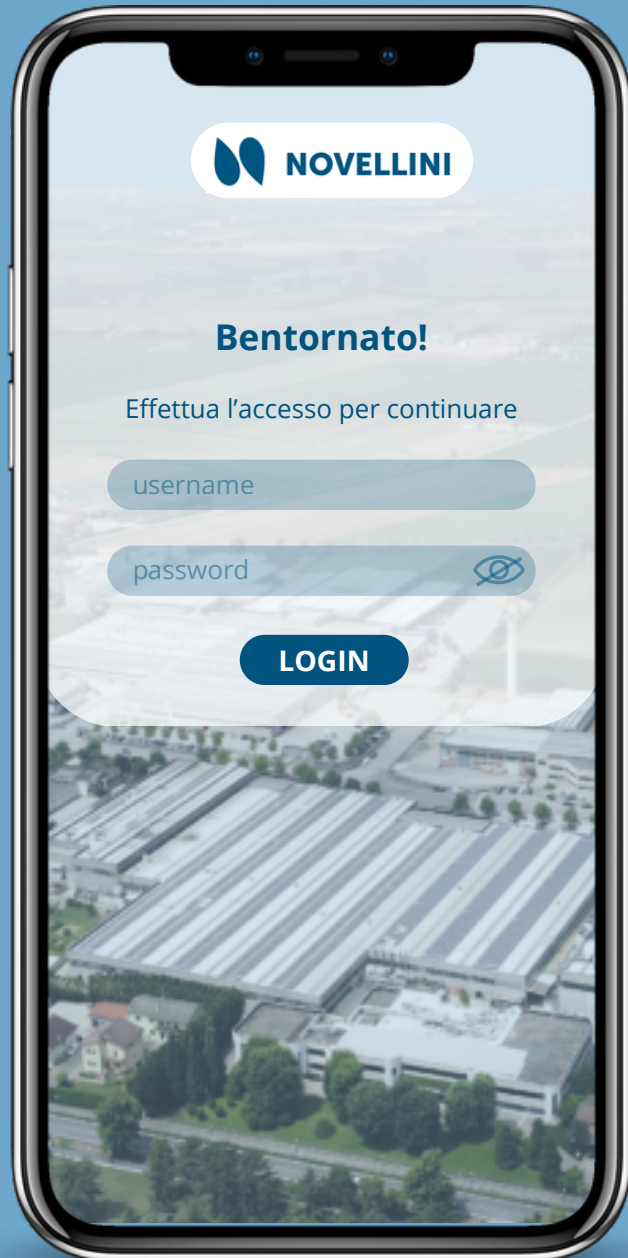 NOVELLINI
Bentornato!
Effettua l’accesso per continuare
username
password
LOGIN